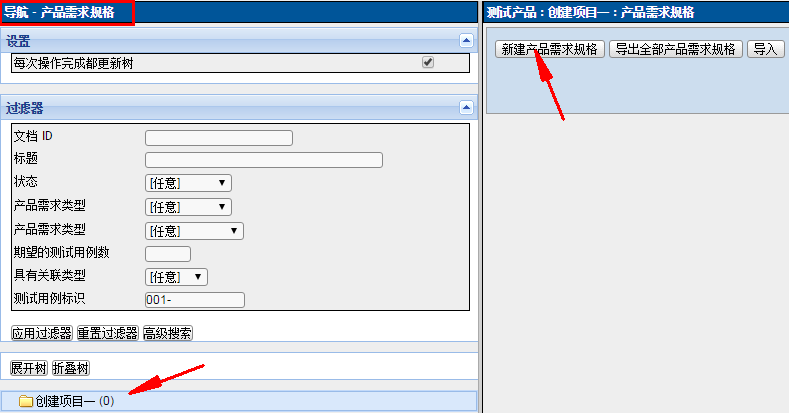 导航 - 产品需求规格
设置
每次操作完成都更新树
过滤器
文档 ID
标题
状态 [任意]
产品需求类型 [任意]
产品需求类型 [任意]
期望的测试用例数
具有关联类型 [任意]
测试用例标识 001-
应用过滤器 重置过滤器 高级搜索
展开树 折叠树
创建项目一 (0)
测试产品 : 创建项目一 : 产品需求规格
新建产品需求规格 导出全部产品需求规格 导入